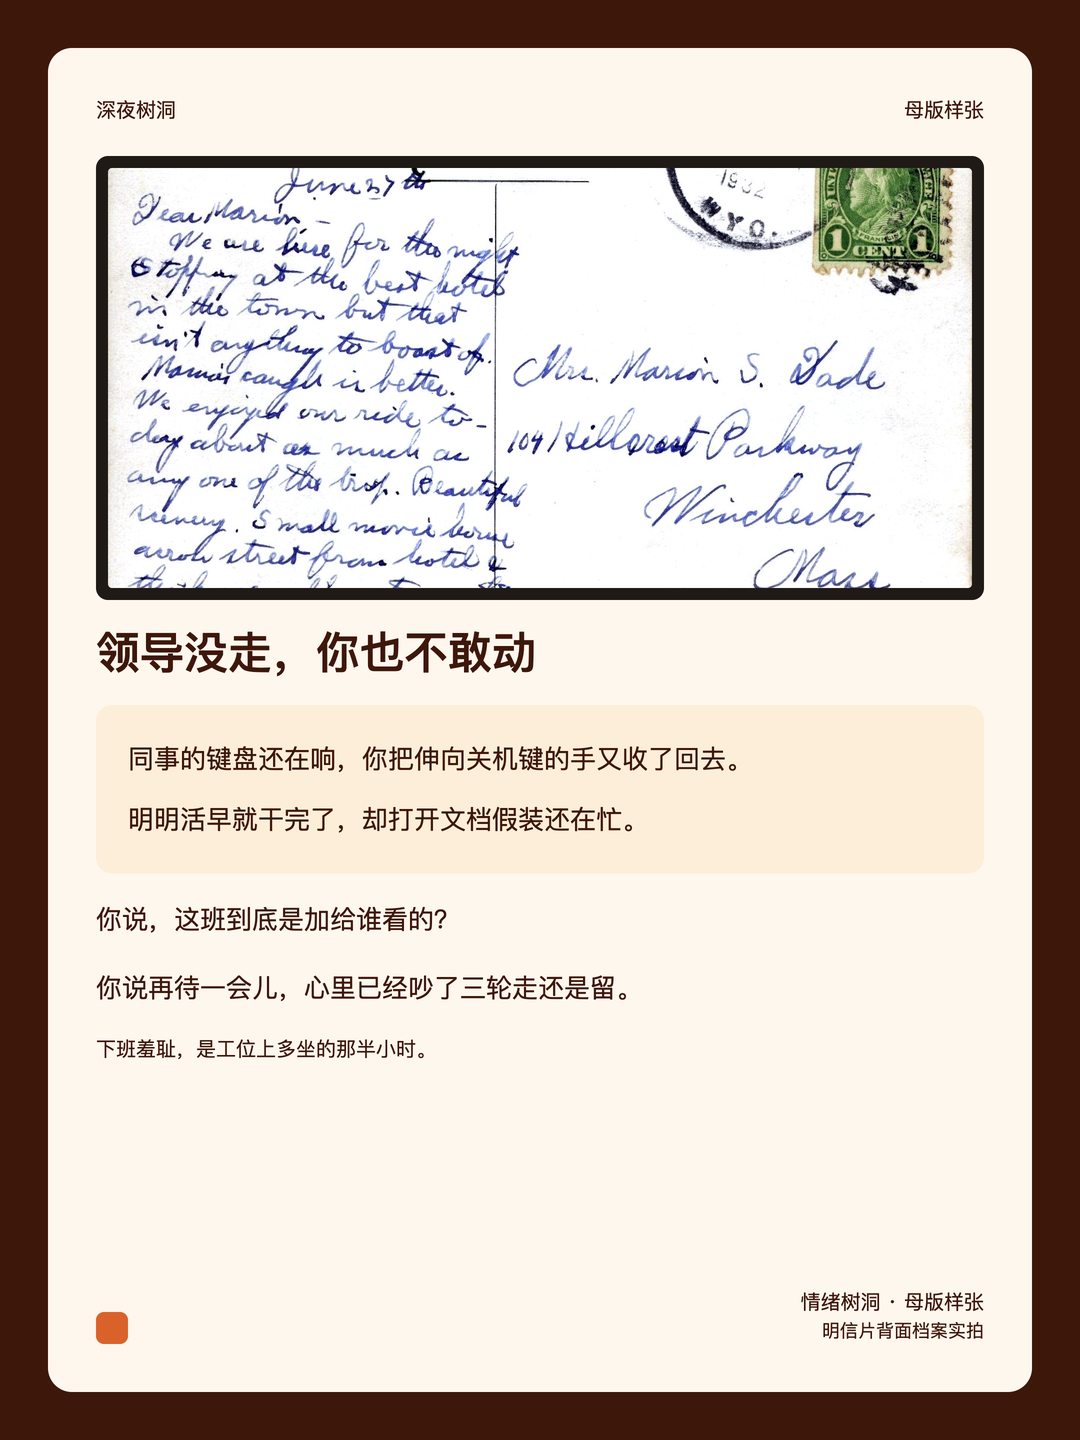 深夜树洞
母版样张
June 27th
Dear Marion —
We are here for the night
stopping at the best hotel
in the town but that
isn't anything to boast of.
Mama's cough is better.
We enjoyed our ride to-
day about as much as
any one of the trip. Beautiful
scenery. Small movie house
across street from hotel &
1932
WYO.
FRANKLIN
1 CENT 1
Mrs. Marion S. Dade
104 Hillcrest Parkway
Winchester
Mass
领导没走，你也不敢动
同事的键盘还在响，你把伸向关机键的手又收了回去。
明明活早就干完了，却打开文档假装还在忙。
你说，这班到底是加给谁看的？
你说再待一会儿，心里已经吵了三轮走还是留。
下班羞耻，是工位上多坐的那半小时。
情绪树洞 · 母版样张
明信片背面档案实拍